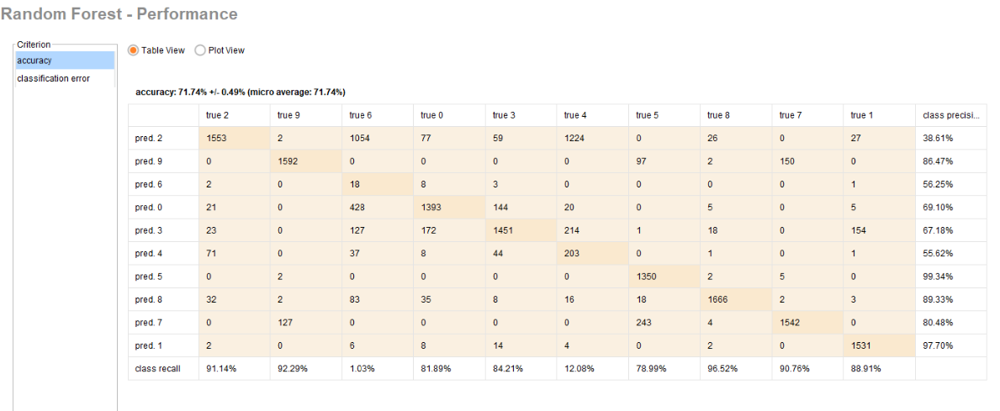 Random Forest - Performance
Criterion
accuracy
classification error
Table View Plot View
accuracy: 71.74% +/- 0.49% (micro average: 71.74%)
true 2 true 9 true 6 true 0 true 3 true 4 true 5 true 8 true 7 true 1 class precisi...
pred. 2 1553 2 1054 77 59 1224 0 26 0 27 38.61%
pred. 9 0 1592 0 0 0 0 97 2 150 0 86.47%
pred. 6 2 0 18 8 3 0 0 0 0 1 56.25%
pred. 0 21 0 428 1393 144 20 0 5 0 5 69.10%
pred. 3 23 0 127 172 1451 214 1 18 0 154 67.18%
pred. 4 71 0 37 8 44 203 0 1 0 1 55.62%
pred. 5 0 2 0 0 0 0 1350 2 5 0 99.34%
pred. 8 32 2 83 35 8 16 18 1666 2 3 89.33%
pred. 7 0 127 0 0 0 0 243 4 1542 0 80.48%
pred. 1 2 0 6 8 14 4 0 2 0 1531 97.70%
class recall 91.14% 92.29% 1.03% 81.89% 84.21% 12.08% 78.99% 96.52% 90.76% 88.91%